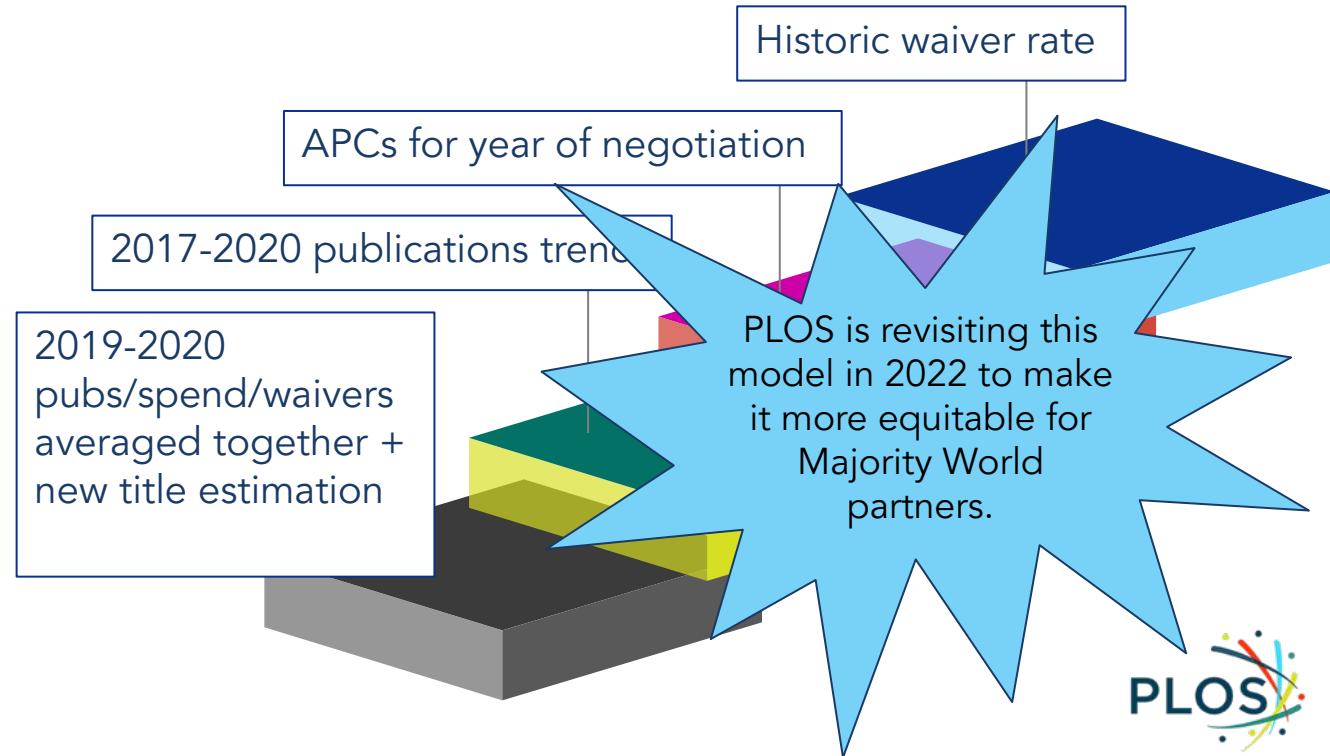 Historic waiver rate
APCs for year of negotiation
2017-2020 publications trend
2019-2020
pubs/spend/waivers
averaged together +
new title estimation
PLOS is revisiting this
model in 2022 to make
it more equitable for
Majority World
partners.
PLOS